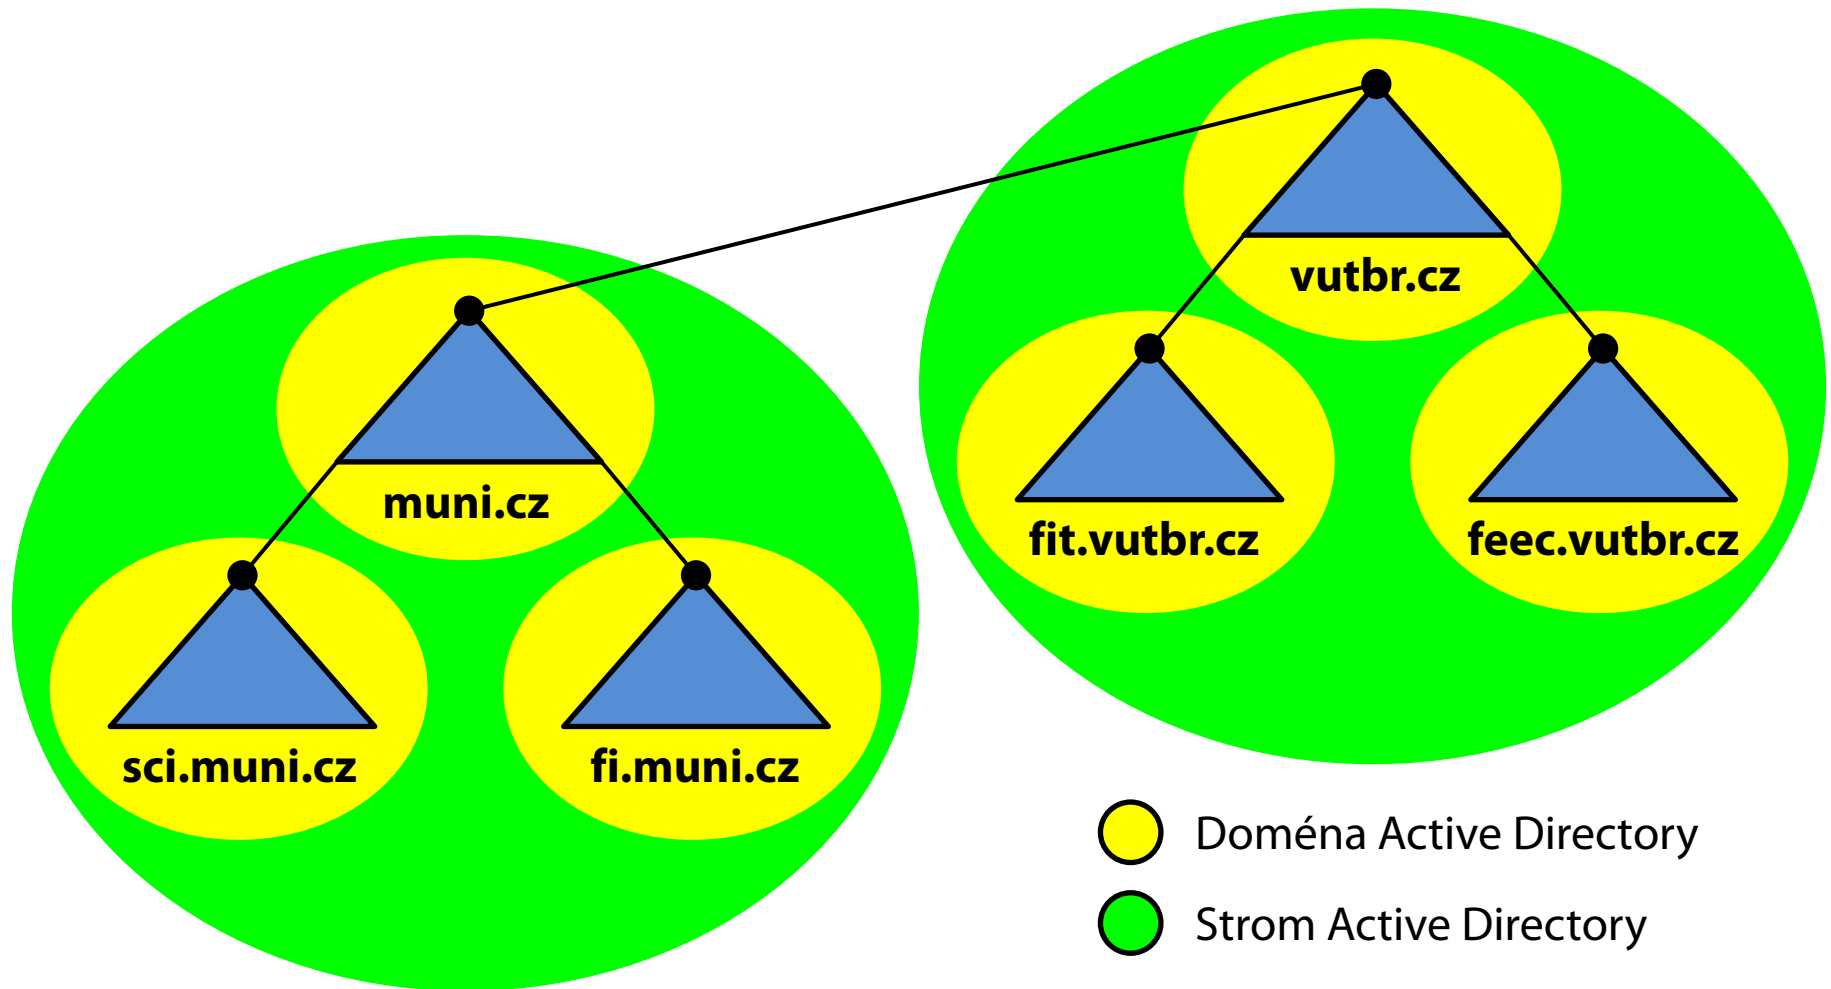 vutbr.cz
muni.cz
fit.vutbr.cz
feec.vutbr.cz
sci.muni.cz
fi.muni.cz
Doména Active Directory
Strom Active Directory